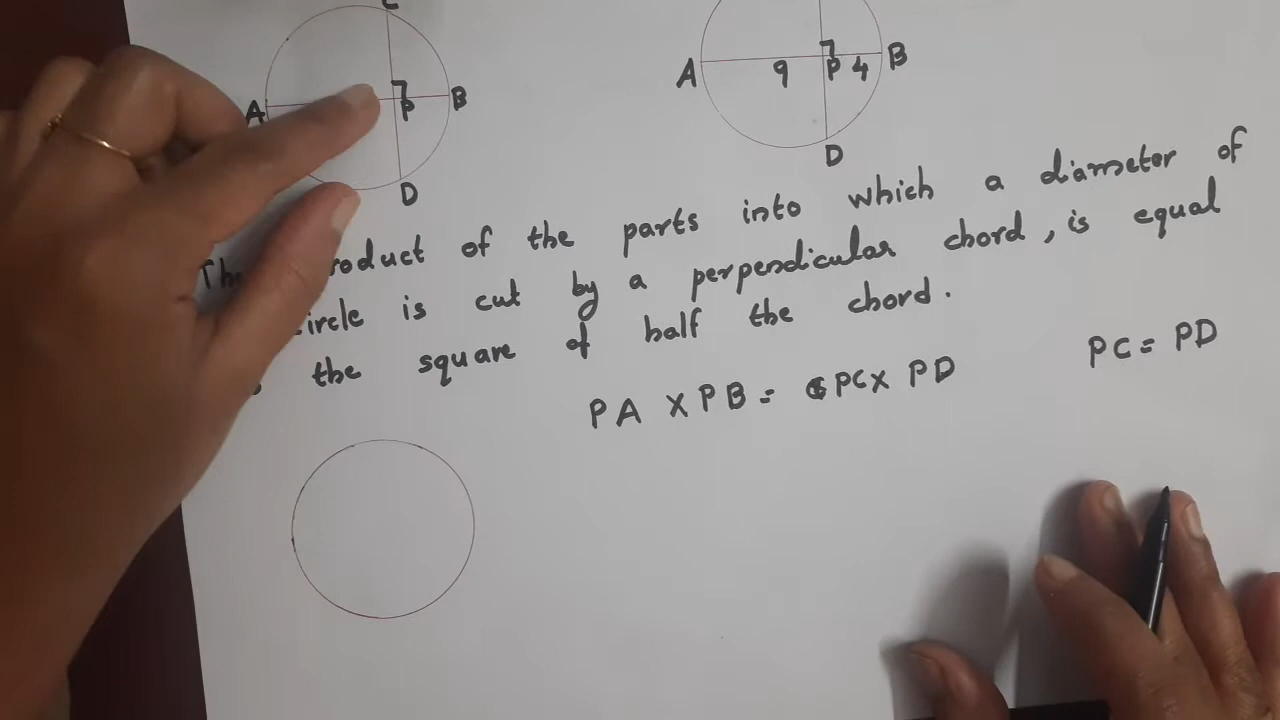 C
A P B
D
A 9 P 4 B
D
The roduct of the parts into which a diameter of
ircle is cut by a perpendicular chord, is equal
the square of half the chord.
PA X PB = PC X PD PC = PD